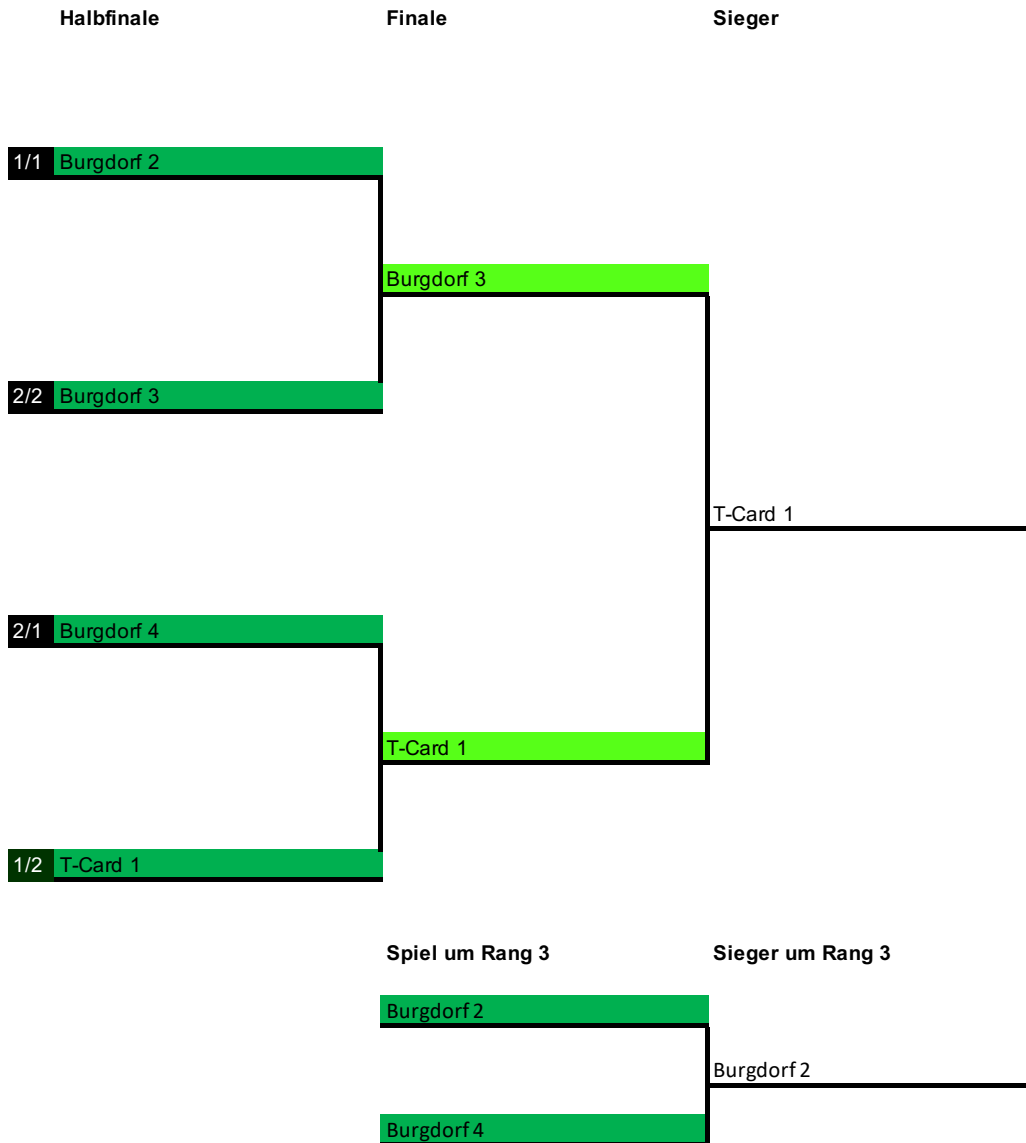 Halbfinale Finale Sieger
1/1 Burgdorf 2
Burgdorf 3
2/2 Burgdorf 3
T-Card 1
2/1 Burgdorf 4
T-Card 1
1/2 T-Card 1
Spiel um Rang 3 Sieger um Rang 3
Burgdorf 2
Burgdorf 2
Burgdorf 4